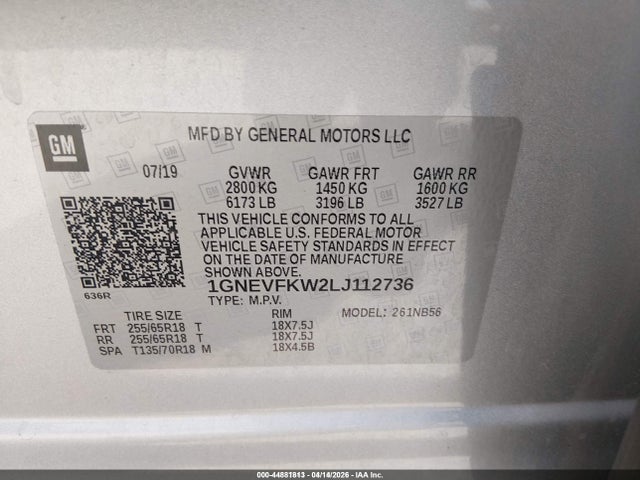 GM
MFD BY GENERAL MOTORS LLC
07/19 GVWR GAWR FRT GAWR RR
2800 KG 1450 KG 1600 KG
6173 LB 3196 LB 3527 LB
THIS VEHICLE CONFORMS TO ALL
APPLICABLE U.S. FEDERAL MOTOR
VEHICLE SAFETY STANDARDS IN EFFECT
ON THE DATE OF MANUFACTURE
636R 1GNEVFKW2LJ112736
TYPE: M.P.V. MODEL: 261NB56
TIRE SIZE RIM
FRT 255/65R18 T 18X7.5J
RR 255/65R18 T 18X7.5J
SPA T135/70R18 M 18X4.5B
000-44881813 - 04/14/2026 - IAA Inc.